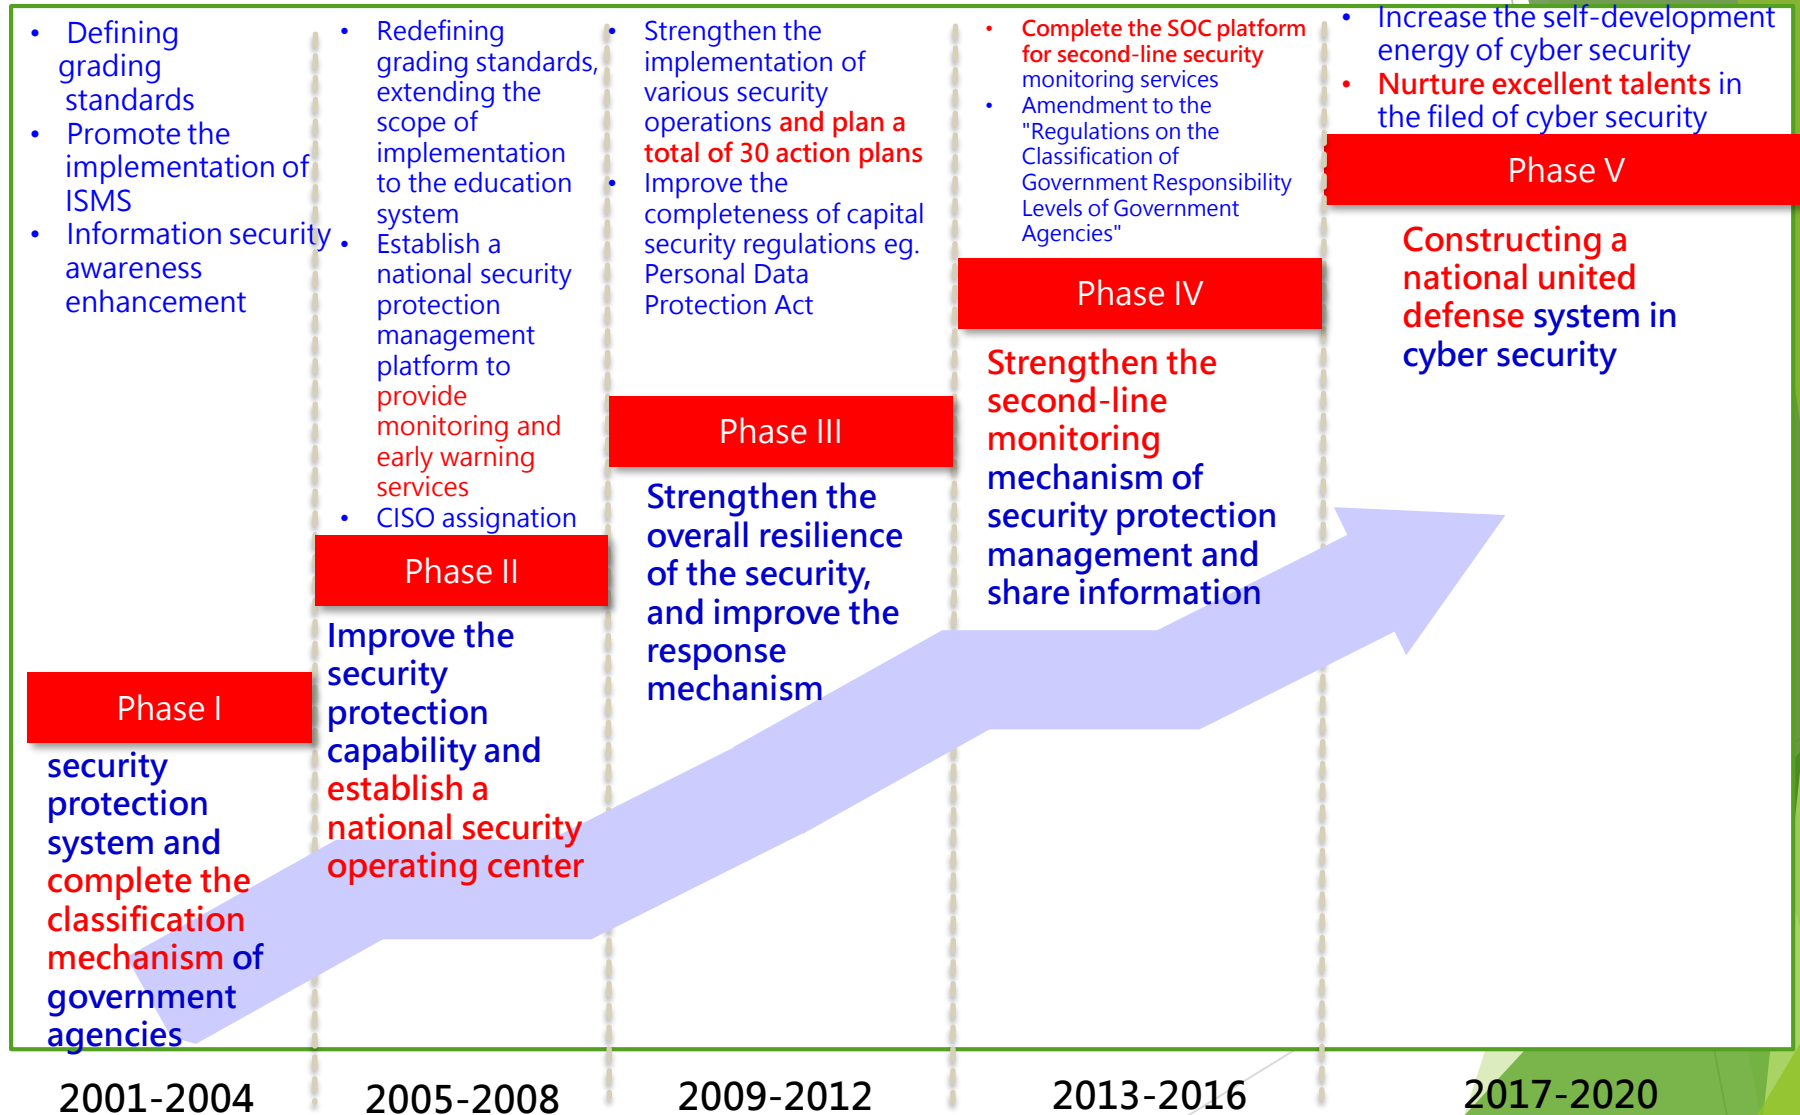 • Defining
grading
standards
• Promote the
implementation of
ISMS
• Information security
awareness
enhancement
Phase I
security
protection
system and
complete the
classification
mechanism of
government
agencies
2001-2004
• Redefining
grading standards,
extending the
scope of
implementation
to the education
system
• Establish a
national security
protection
management
platform to
provide
monitoring and
early warning
services
• CISO assignation
Phase II
Improve the
security
protection
capability and
establish a
national security
operating center
2005-2008
• Strengthen the
implementation of
various security
operations and plan a
total of 30 action plans
• Improve the
completeness of capital
security regulations eg.
Personal Data
Protection Act
Phase III
Strengthen the
overall resilience
of the security,
and improve the
response
mechanism
2009-2012
• Complete the SOC platform
for second-line security
monitoring services
• Amendment to the
"Regulations on the
Classification of
Government Responsibility
Levels of Government
Agencies"
Phase IV
Strengthen the
second-line
monitoring
mechanism of
security protection
management and
share information
2013-2016
• Increase the self-development
energy of cyber security
• Nurture excellent talents in
the filed of cyber security
Phase V
Constructing a
national united
defense system in
cyber security
2017-2020